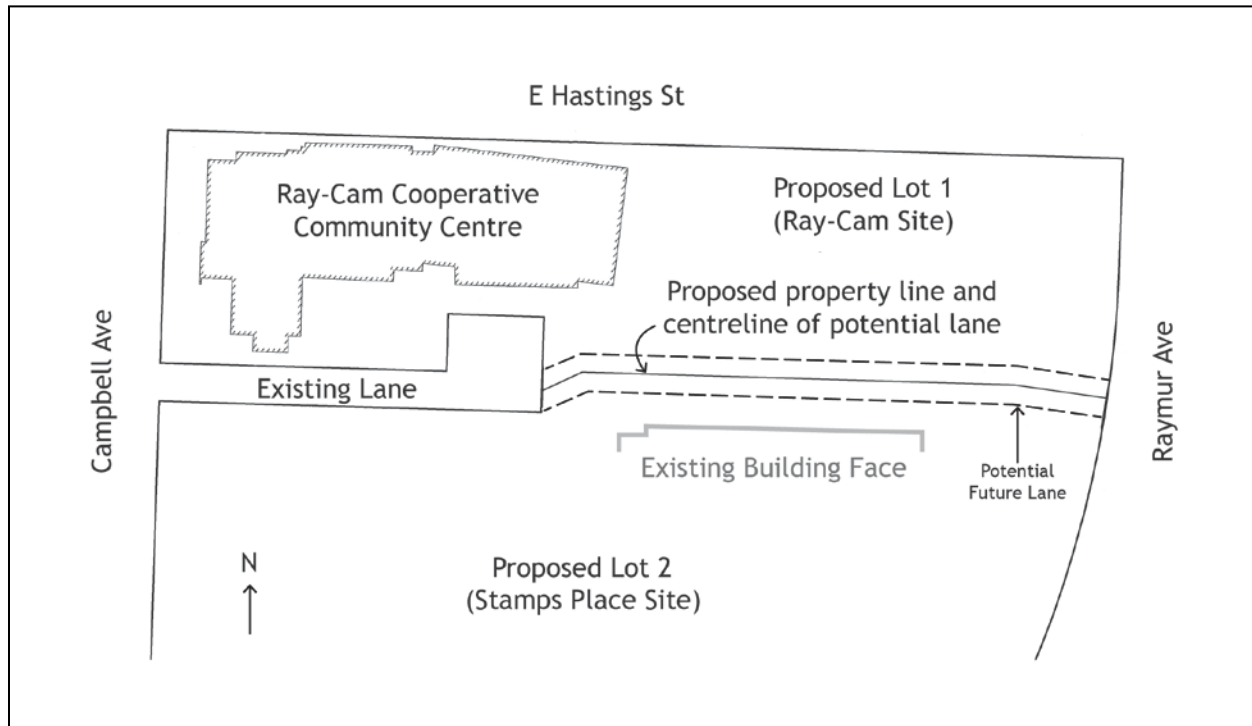 E Hastings St
Ray-Cam Cooperative
Community Centre
Proposed Lot 1
(Ray-Cam Site)
Proposed property line and
centreline of potential lane
Campbell Ave
Existing Lane
Raymur Ave
Existing Building Face
Potential
Future Lane
N
Proposed Lot 2
(Stamps Place Site)